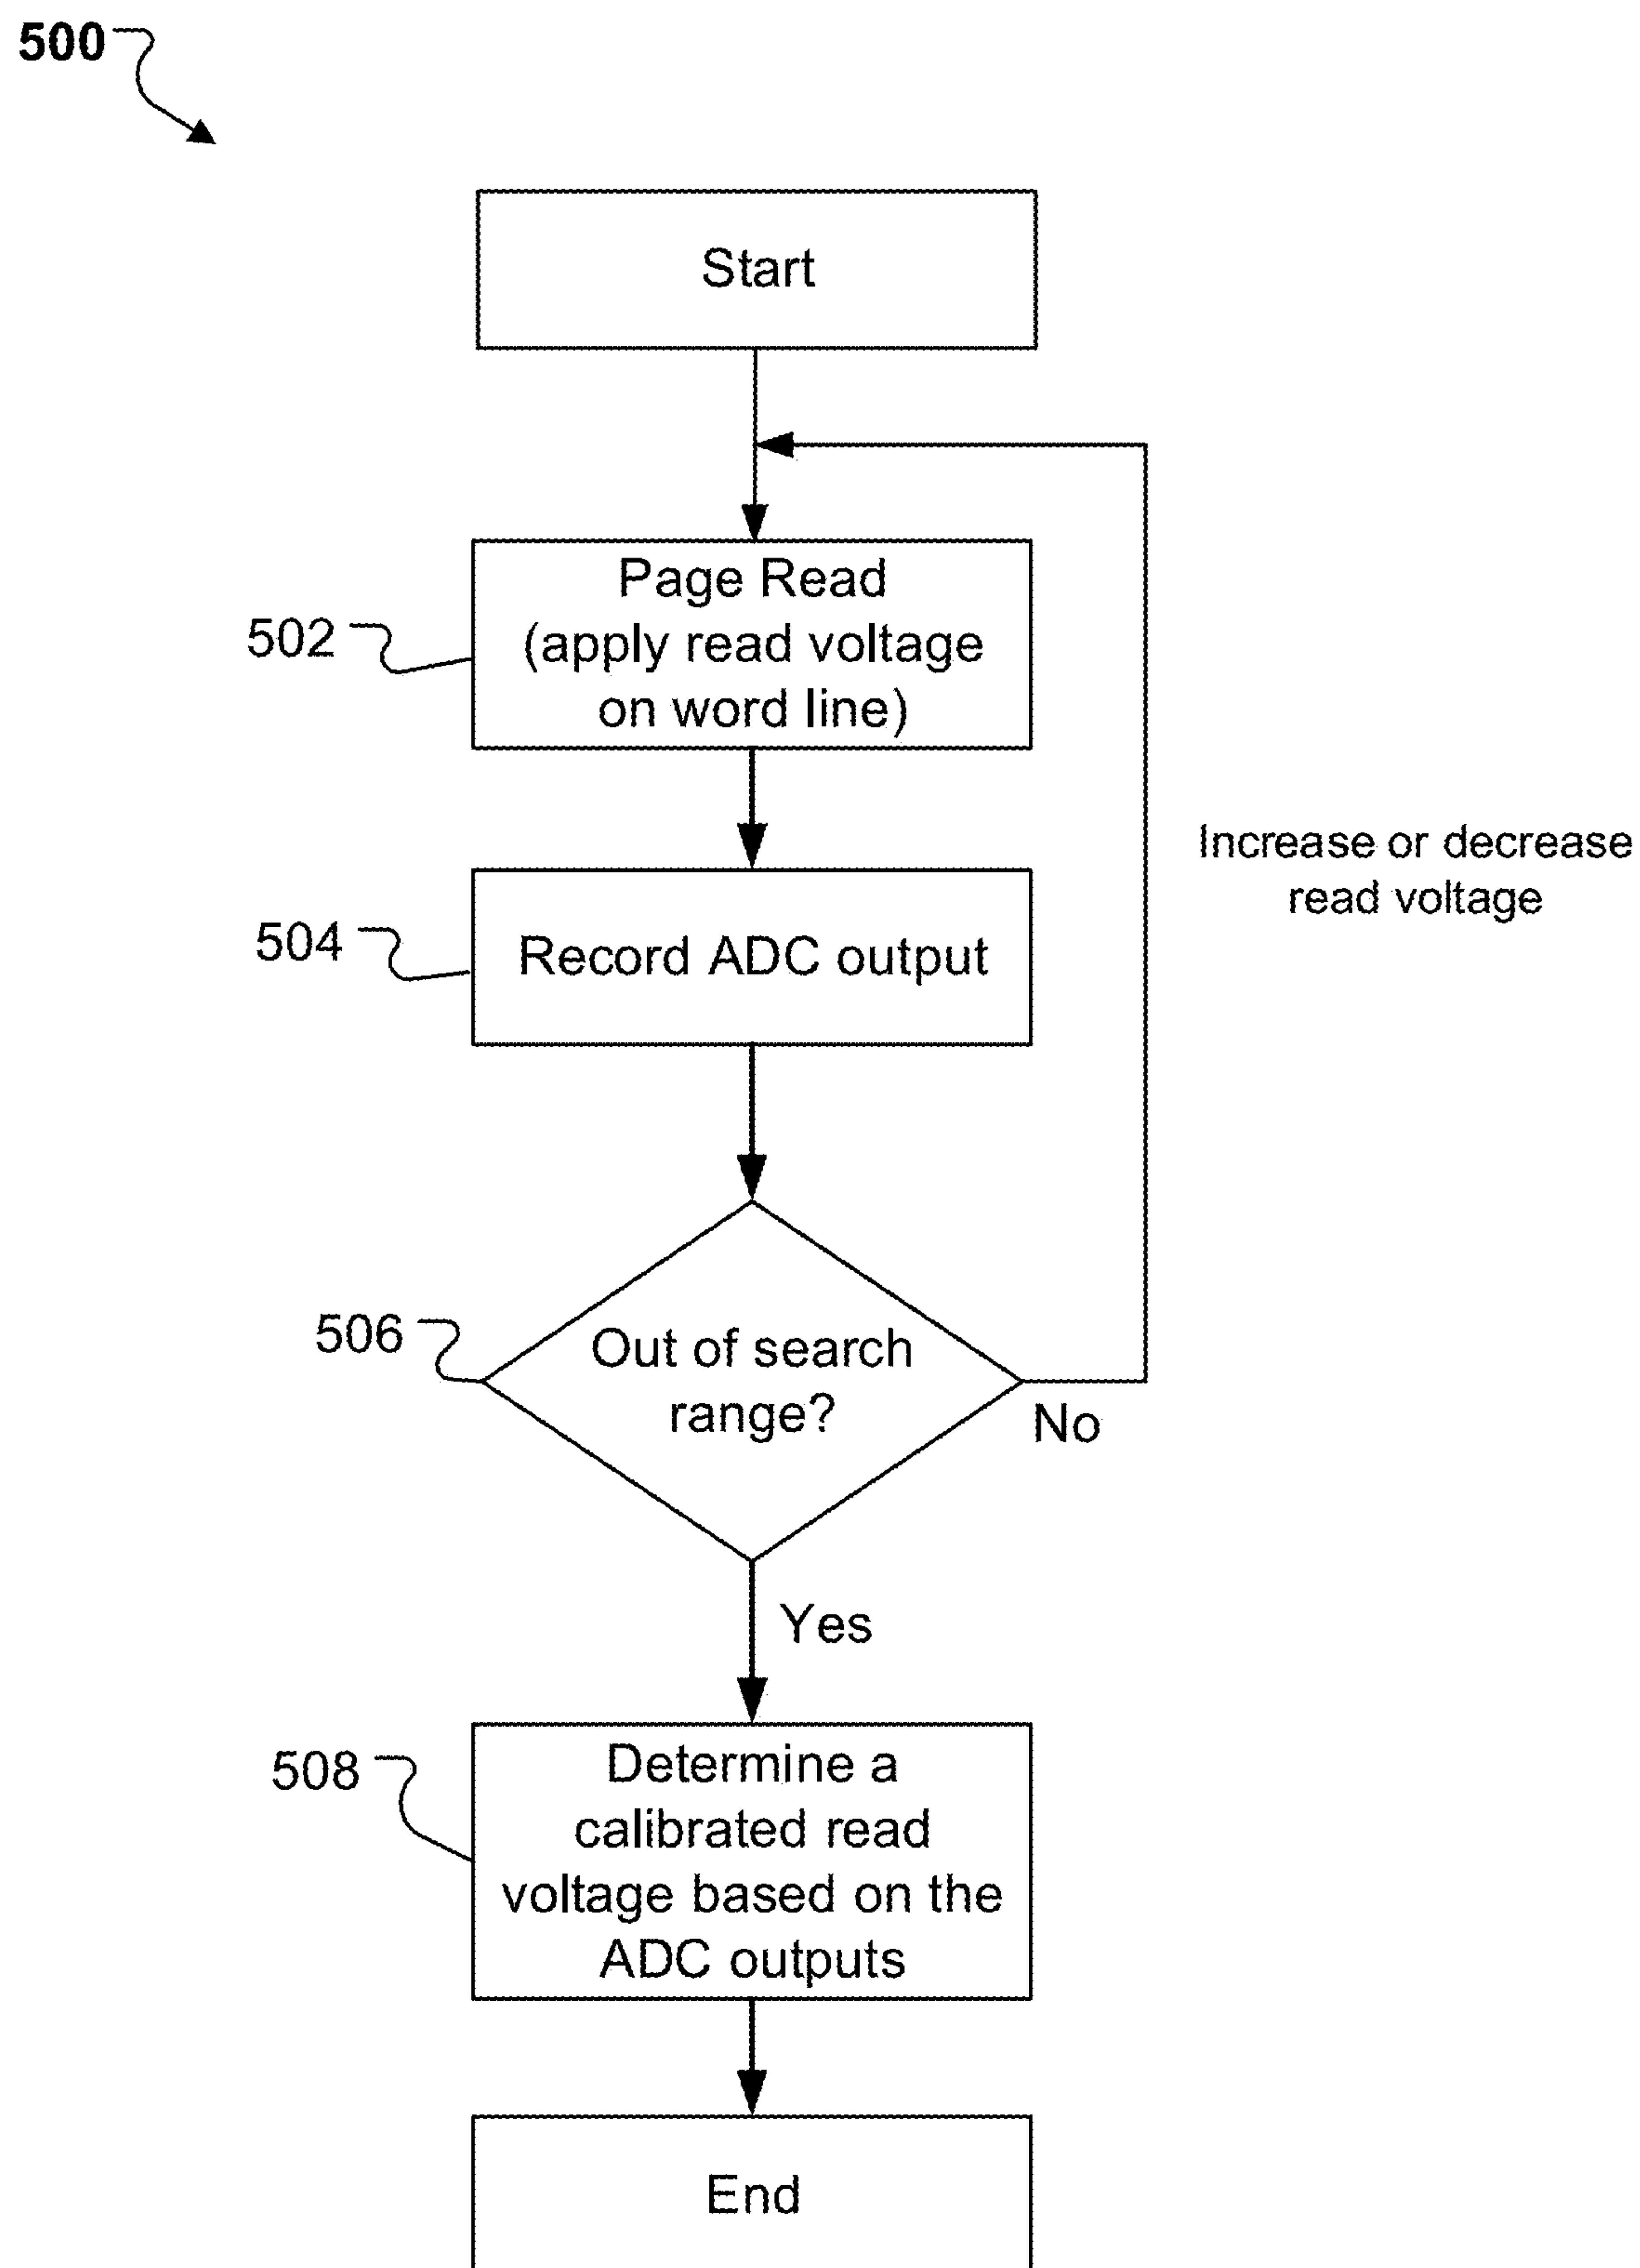 500
Start
Page Read
502
(apply read voltage
on word line)
Increase or decrease
read voltage
504
Record ADC output
506
Out of search
range?
No
Yes
508
Determine a
calibrated read
voltage based on the
ADC outputs
End